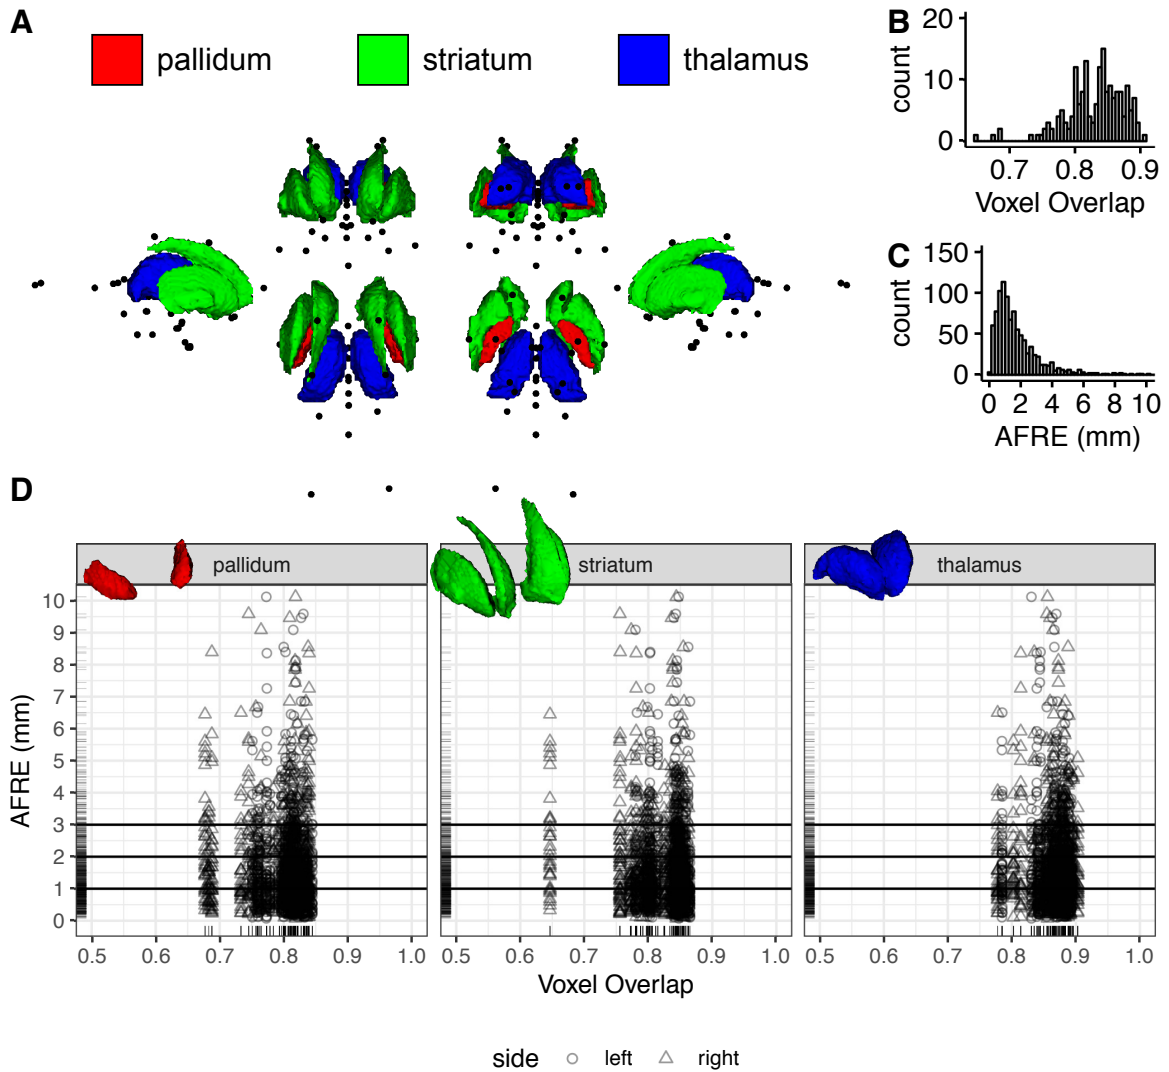 A
pallidum
striatum
thalamus
B
20
10
0
count
0.7
0.8
0.9
Voxel Overlap
C
150
100
50
0
count
0
2
4
6
8
10
AFRE (mm)
D
pallidum
striatum
thalamus
10
9
8
7
6
5
4
3
2
1
0
AFRE (mm)
0.5 0.6 0.7 0.8 0.9 1.0
0.5 0.6 0.7 0.8 0.9 1.0
0.5 0.6 0.7 0.8 0.9 1.0
Voxel Overlap
side left right